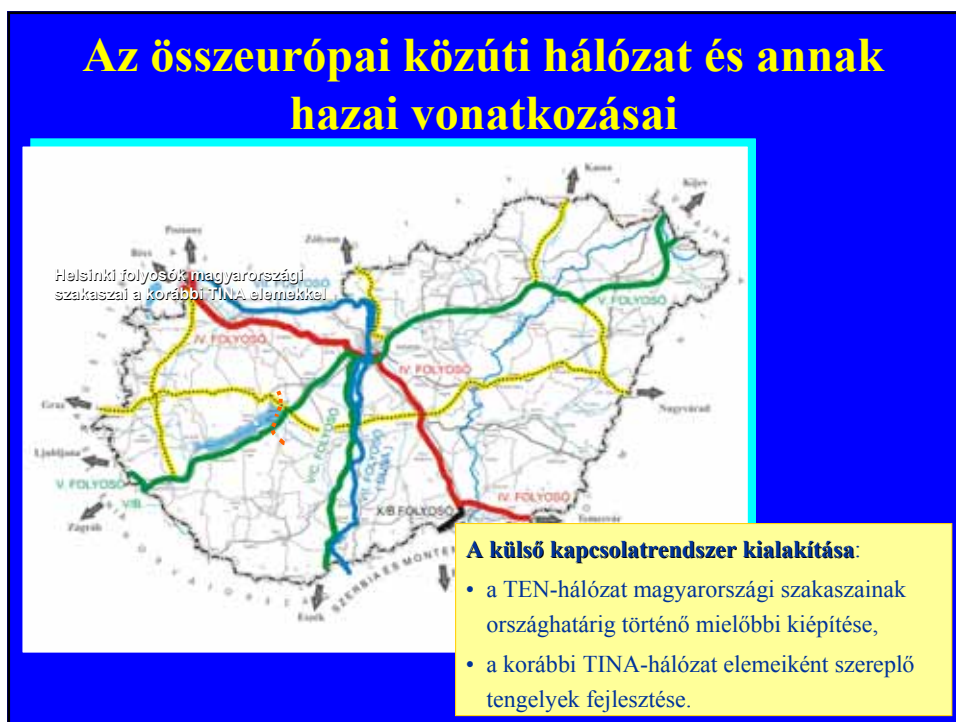 Az összeurópai közúti hálózat és annak
hazai vonatkozásai
Kassa
Kijev
Pozsony
Bécs
Zólyom
Helsinki folyosók magyarországi
szakaszai a korábbi TINA elemekkel
V. FOLYOSÓ
IV. FOLYOSÓ
IV. FOLYOSÓ
Graz
Nagyvárad
Ljubljana
V. FOLYOSÓ
V/B
V/C. FOLYOSÓ
Zágráb
X/B FOLYOSÓ
IV. FOLYOSÓ
Temesvár
Eszék
A külső kapcsolatrendszer kialakítása:
• a TEN-hálózat magyarországi szakaszainak
országhatárig történő mielőbbi kiépítése,
• a korábbi TINA-hálózat elemeiként szereplő
tengelyek fejlesztése.